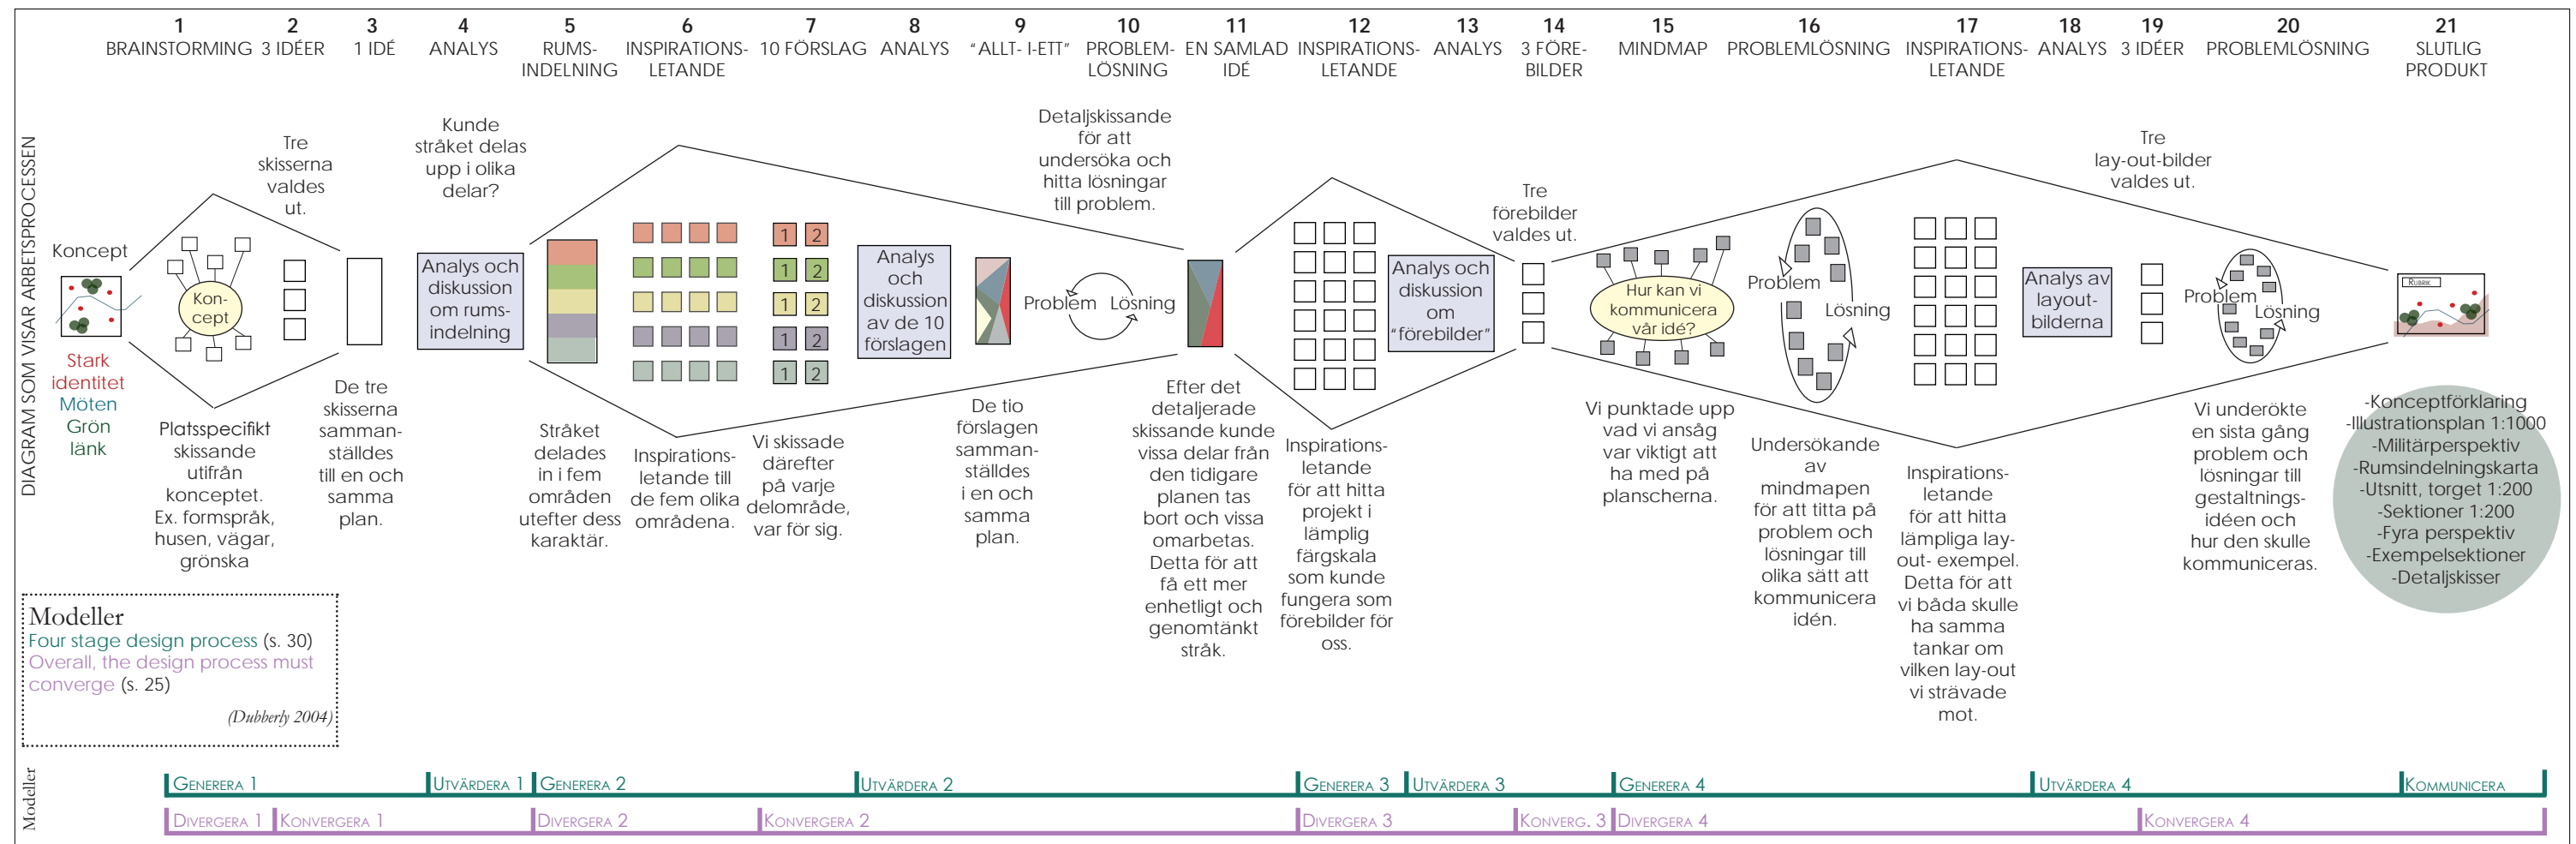 1
BRAINSTORMING
2
3 IDÉER
3
1 IDÉ
4
ANALYS
5
RUMS-
INDELNING
6
INSPIRATIONS-
LETANDE
7
10 FÖRSLAG
8
ANALYS
9
"ALLT- I-ETT"
10
PROBLEM-
LÖSNING
11
EN SAMLAD
IDÉ
12
INSPIRATIONS-
LETANDE
13
ANALYS
14
3 FÖRE-
BILDER
15
MINDMAP
16
PROBLEMLÖSNING
17
INSPIRATIONS-
LETANDE
18
ANALYS
19
3 IDÉER
20
PROBLEMLÖSNING
21
SLUTLIG
PRODUKT
DIAGRAM SOM VISAR ARBETSPROCESSEN
Koncept
Stark
identitet
Möten
Grön
länk
Kon-
cept
Platsspecifikt
skissande
utifrån
konceptet.
Ex. formspråk,
husen, vägar,
grönska
Tre
skisserna
valdes
ut.
De tre
skisserna
samman-
ställdes
till en och
samma
plan.
Kunde
stråket delas
upp i olika
delar?
Analys och
diskussion
om rums-
indelning
Stråket
delades
in i fem
områden
utefter dess
karaktär.
Inspirations-
letande till
de fem olika
områdena.
1 2
1 2
1 2
1 2
1 2
Vi skissade
därefter
på varje
delområde,
var för sig.
Analys
och
diskussion
av de 10
förslagen
De tio
förslagen
samman-
ställdes
i en och
samma
plan.
Detaljskissande
för att
undersöka och
hitta lösningar
till problem.
Problem Lösning
Efter det
detaljerade
skissande kunde
vissa delar från
den tidigare
planen tas
bort och vissa
omarbetas.
Detta för att
få ett mer
enhetligt och
genomtänkt
stråk.
Inspirations-
letande
för att hitta
projekt i
lämplig
färgskala
som kunde
fungera som
förebilder för
oss.
Analys och
diskussion
om
"förebilder"
Tre
förebilder
valdes ut.
Hur kan vi
kommunicera
vår idé?
Vi punktade upp
vad vi ansåg
var viktigt att
ha med på
planscherna.
Problem
Lösning
Undersökande
av
mindmapen
för att titta på
problem och
lösningar till
olika sätt att
kommunicera
idén.
Inspirations-
letande
för att hitta
lämpliga lay-
out- exempel.
Detta för att
vi båda skulle
ha samma
tankar om
vilken lay-out
vi strävade
mot.
Analys av
layout-
bilderna
Tre
lay-out-bilder
valdes ut.
Problem
Lösning
Vi underökte
en sista gång
problem och
lösningar till
gestaltnings-
idéen och
hur den skulle
kommuniceras.
RUBRIK
-Konceptförklaring
-Illustrationsplan 1:1000
-Militärperspektiv
-Rumsindelningskarta
-Utsnitt, torget 1:200
-Sektioner 1:200
-Fyra perspektiv
-Exempelsektioner
-Detaljskisser
Modeller
Four stage design process (s. 30)
Overall, the design process must
converge (s. 25)
(Dubberly 2004)
Modeller
GENERERA 1
UTVÄRDERA 1
GENERERA 2
UTVÄRDERA 2
GENERERA 3
UTVÄRDERA 3
GENERERA 4
UTVÄRDERA 4
KOMMUNICERA
DIVERGERA 1
KONVERGERA 1
DIVERGERA 2
KONVERGERA 2
DIVERGERA 3
KONVERG. 3
DIVERGERA 4
KONVERGERA 4